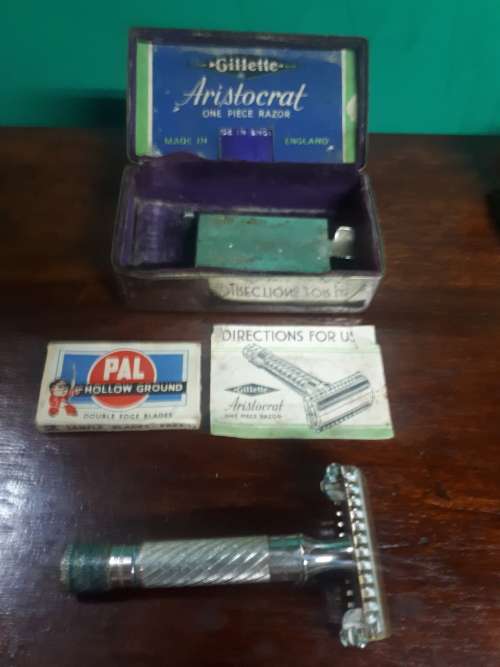 Gillette
Aristocrat
ONE PIECE RAZOR
MADE IN
ENGLAND
DIRECTIONS FOR
PAL
HOLLOW GROUND
DOUBLE EDGE BLADES
DIRECTIONS FOR US
Gillette
Aristocrat
ONE PIECE RAZOR